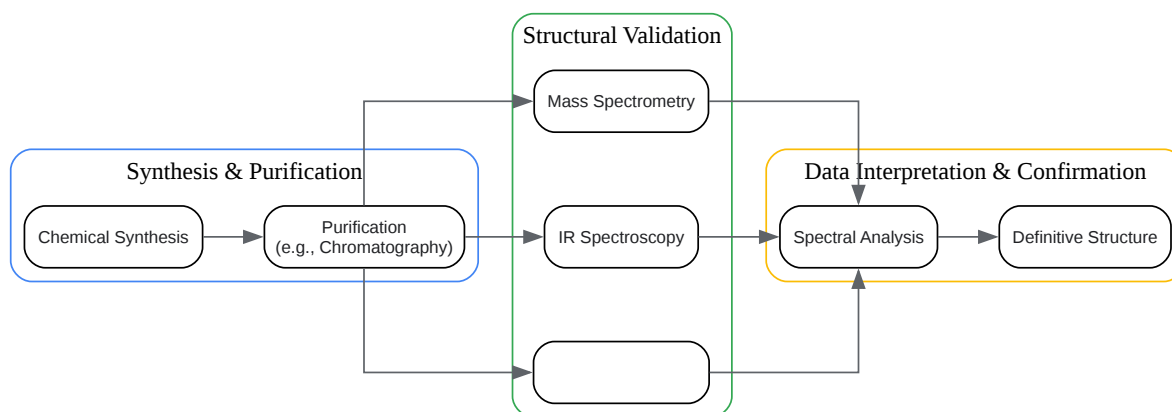 Structural Validation
Mass Spectrometry
Synthesis & Purification
Data Interpretation & Confirmation
Chemical Synthesis
Purification
(e.g., Chromatography)
IR Spectroscopy
Spectral Analysis
Definitive Structure